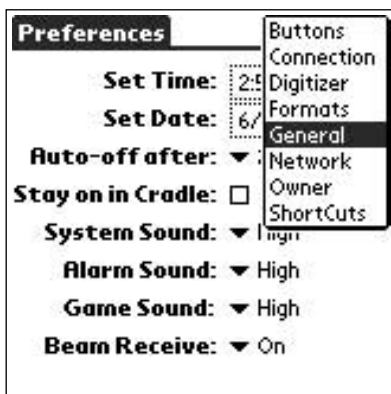 Preferences
Buttons
Connection
Digitizer
Formats
General
Network
Owner
ShortCuts
Set Time: 2:5
Set Date: 6/
Auto-off after:
Stay on in Cradle:
System Sound: High
Alarm Sound: High
Game Sound: High
Beam Receive: On